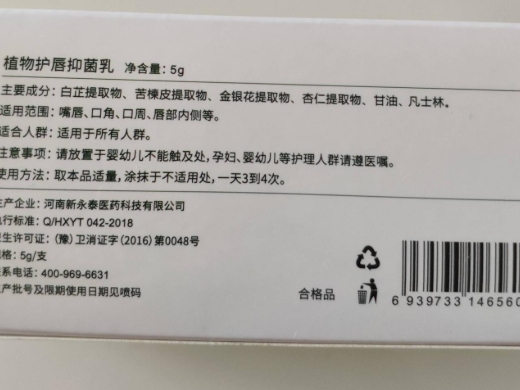 植物护唇抑菌乳 净含量：5g
主要成分：白芷提取物、苦楝皮提取物、金银花提取物、杏仁提取物、甘油、凡士林。
适用范围：嘴唇、口角、口周、唇部内侧等。
适合人群：适用于所有人群。
注意事项：请放置于婴幼儿不能触及处，孕妇、婴幼儿等护理人群请遵医嘱。
使用方法：取本品适量，涂抹于不适用处，一天3到4次。
生产企业：河南新永泰医药科技有限公司
执行标准：Q/HXYT 042-2018
卫生许可证：(豫)卫消证字(2016)第0048号
规格：5g/支
联系电话：400-969-6631
生产批号及限期使用日期见喷码
合格品
6 939733 146560